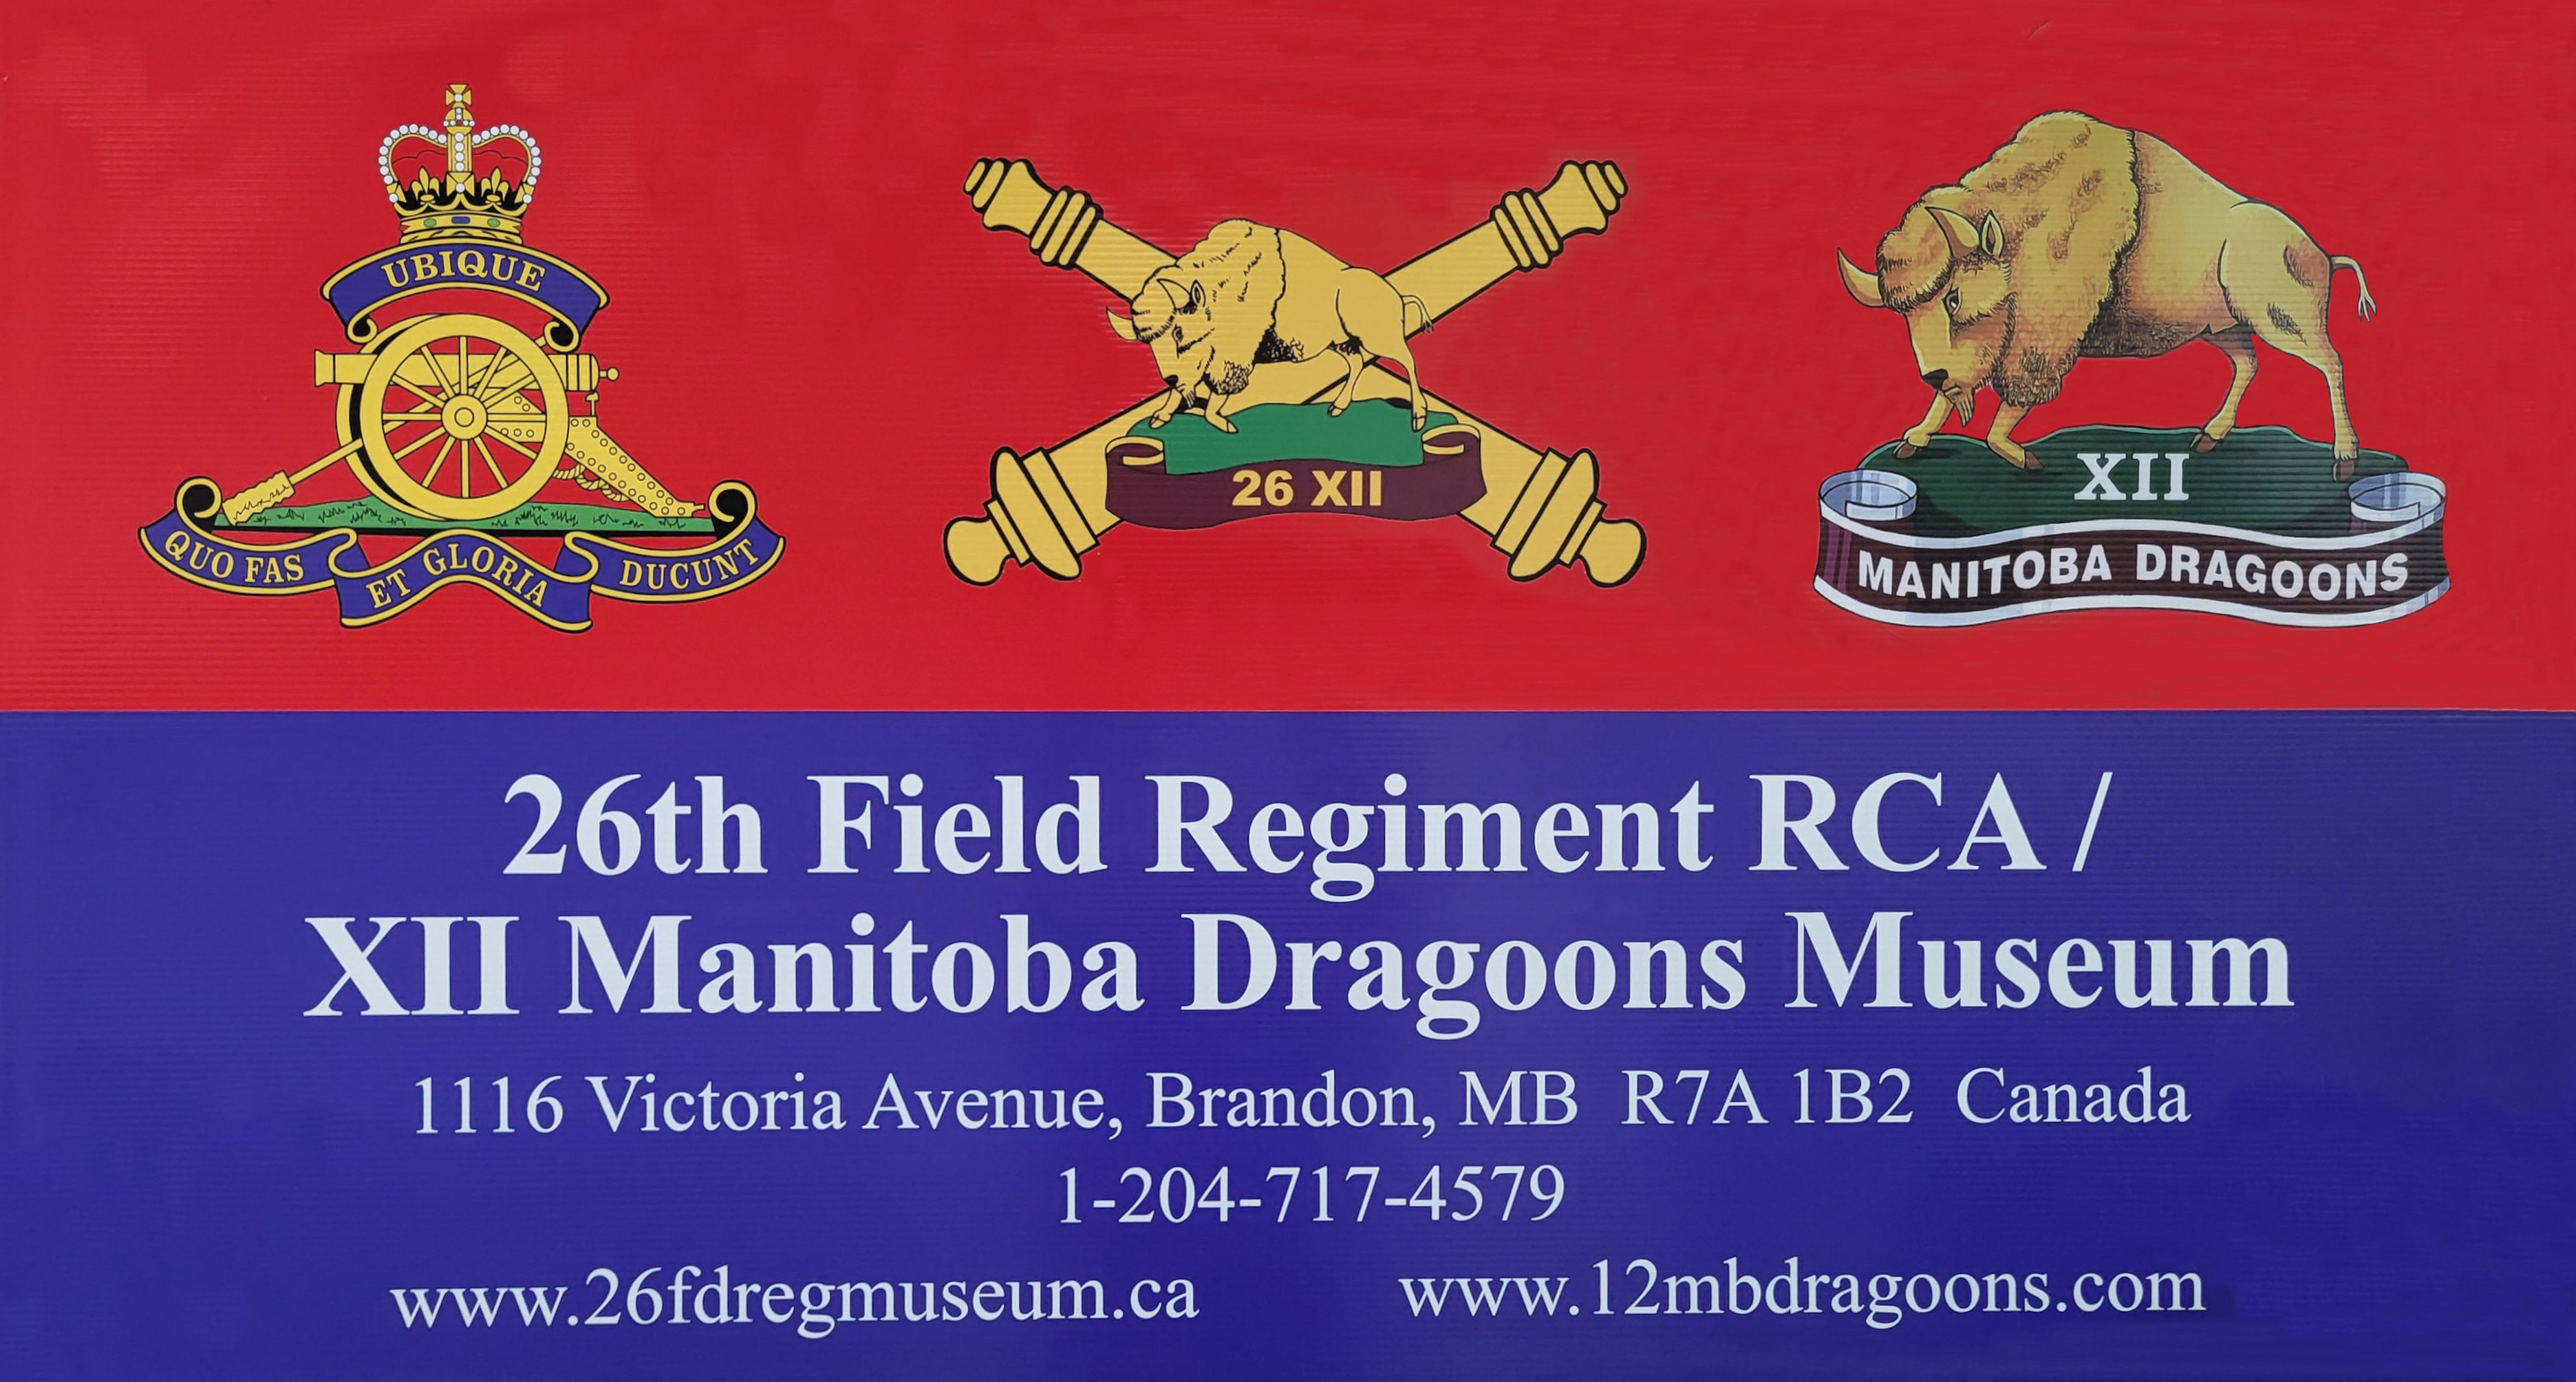 UBIQUE
QUO FAS ET GLORIA DUCUNT
26 XII
XII
MANITOBA DRAGOONS
26th Field Regiment RCA /
XII Manitoba Dragoons Museum
1116 Victoria Avenue, Brandon, MB R7A 1B2 Canada
1-204-717-4579
www.26fdregmuseum.ca www.12mbdragoons.com